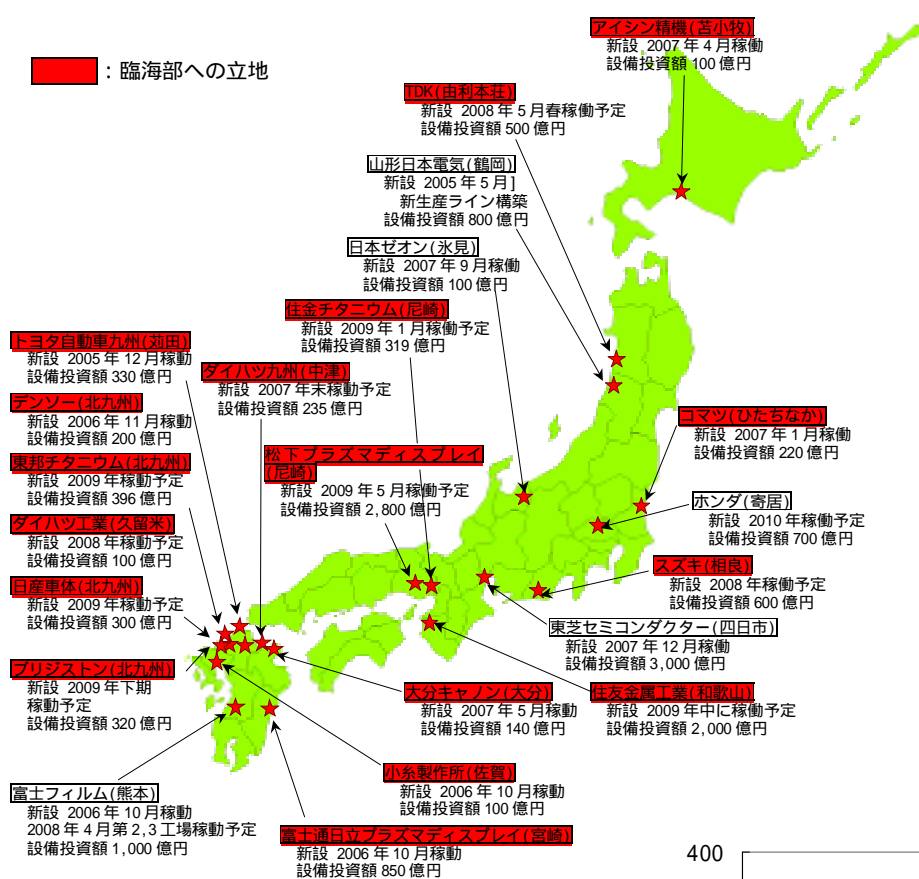 ：臨海部への立地
アイシン精機(苫小牧)
新設 2007年4月稼働
設備投資額100億円
TDK(由利本荘)
新設 2008年5月春稼働予定
設備投資額500億円
山形日本電気(鶴岡)
新設 2005年5月]
新生産ライン構築
設備投資額800億円
日本ゼオン(氷見)
新設 2007年9月稼働
設備投資額100億円
住金チタニウム(尼崎)
新設 2009年1月稼働予定
設備投資額319億円
トヨタ自動車九州(苅田)
新設 2005年12月稼動
設備投資額330億円
ダイハツ九州(中津)
新設 2007年末稼働予定
設備投資額235億円
デンソー(北九州)
新設 2006年11月稼働
設備投資額200億円
東邦チタニウム(北九州)
新設 2009年稼働予定
設備投資額396億円
ダイハツ工業(久留米)
新設 2008年稼動予定
設備投資額100億円
日産車体(北九州)
新設 2009年稼動予定
設備投資額300億円
ブリジストン(北九州)
新設 2009年下期
稼動予定
設備投資額320億円
松下プラズマディスプレイ
(尼崎)
新設 2009年5月稼働予定
設備投資額2,800億円
コマツ(ひたちなか)
新設 2007年1月稼働
設備投資額220億円
ホンダ(寄居)
新設 2010年稼働予定
設備投資額700億円
スズキ(相良)
新設 2008年稼働予定
設備投資額600億円
東芝セミコンダクター(四日市)
新設 2007年12月稼働
設備投資額3,000億円
大分キャノン(大分)
新設 2007年5月稼動
設備投資額140億円
住友金属工業(和歌山)
新設 2009年中に稼働予定
設備投資額2,000億円
小糸製作所(佐賀)
新設 2006年10月稼働
設備投資額100億円
富士フィルム(熊本)
新設 2006年10月稼動
2008年4月第2,3工場稼動予定
設備投資額1,000億円
富士通日立プラズマディスプレイ(宮崎)
新設 2006年10月稼動
設備投資額850億円
400